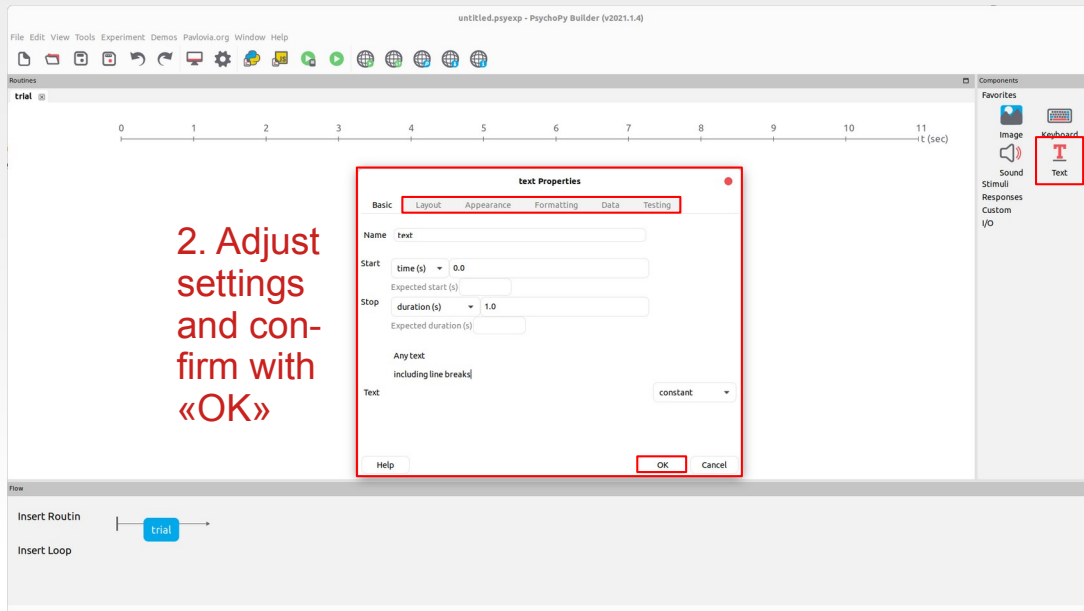 untitled.psyexp - PsychoPy Builder (v2021.1.4)
File Edit View Tools Experiment Demos Pavlovia.org Window Help
Routines
Components
trial
Favorites
0 1 2 3 4 5 6 7 8 9 10 11
t (sec)
Image Keyboard
Sound Text
Stimuli
Responses
Custom
I/O
text Properties
Basic Layout Appearance Formatting Data Testing
Name text
Start time (s) 0.0
Expected start (s)
Stop duration (s) 1.0
Expected duration (s)
Any text
including line breaks
Text constant
Help OK Cancel
2. Adjust
settings
and con-
firm with
«OK»
Flow
Insert Routin
trial
Insert Loop